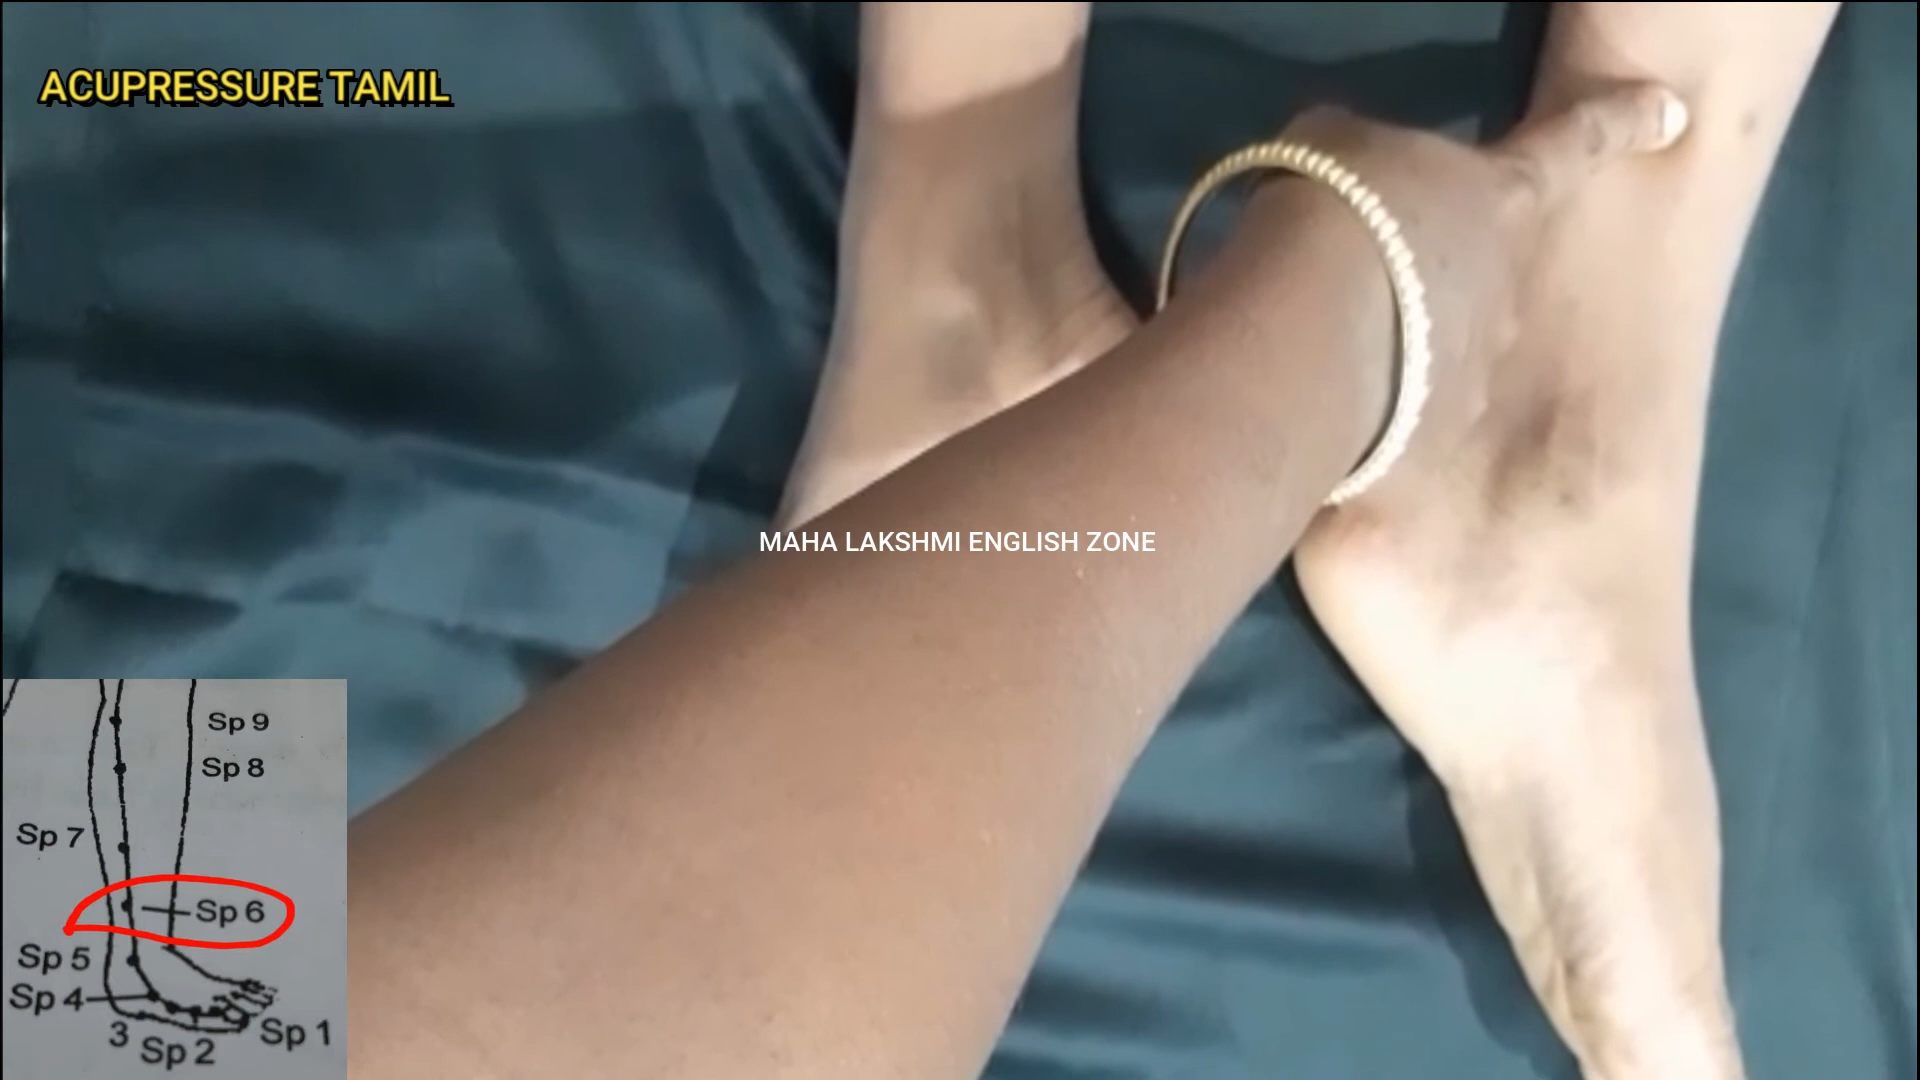 ACUPRESSURE TAMIL
MAHA LAKSHMI ENGLISH ZONE
Sp 9
Sp 8
Sp 7
Sp 6
Sp 5
Sp 4
3
Sp 2
Sp 1